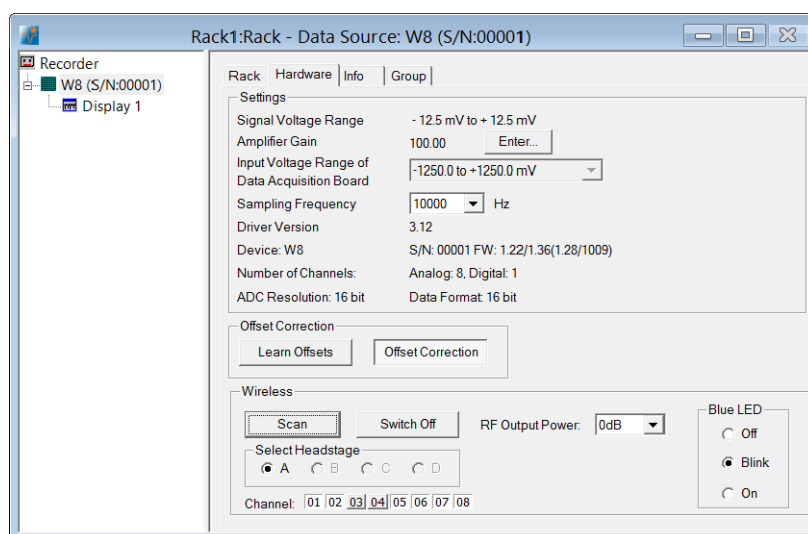 Rack1:Rack - Data Source: W8 (S/N:00001)
Recorder
W8 (S/N:00001)
Display 1
Rack Hardware Info Group
Settings
Signal Voltage Range - 12.5 mV to + 12.5 mV
Amplifier Gain 100.00 Enter...
Input Voltage Range of
Data Acquisition Board -1250.0 to +1250.0 mV
Sampling Frequency 10000 Hz
Driver Version 3.12
Device: W8 S/N: 00001 FW: 1.22/1.36(1.28/1009)
Number of Channels: Analog: 8, Digital: 1
ADC Resolution: 16 bit Data Format: 16 bit
Offset Correction
Learn Offsets Offset Correction
Wireless
Scan Switch Off RF Output Power: 0dB
Select Headstage
A B C D
Channel: 01 02 03 04 05 06 07 08
Blue LED
Off
Blink
On